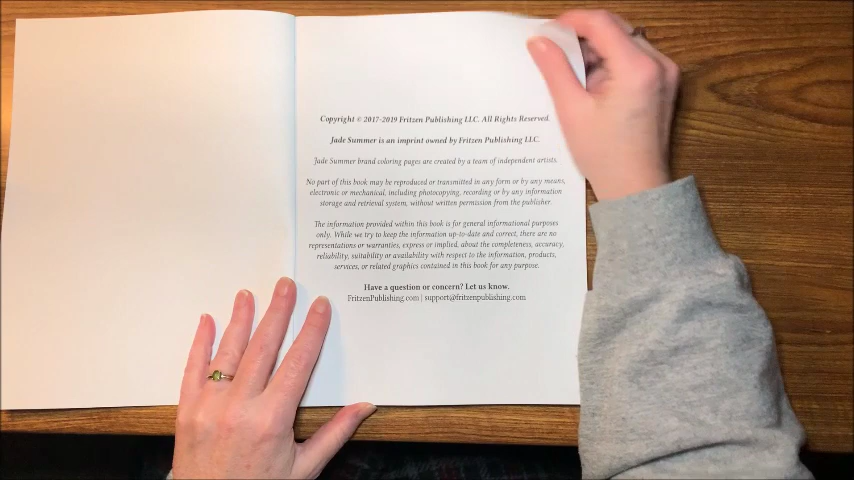 Copyright © 2017-2019 Fritzen Publishing LLC. All Rights Reserved.
Jade Summer is an imprint owned by Fritzen Publishing LLC.
Jade Summer brand coloring pages are created by a team of independent artists.
No part of this book may be reproduced or transmitted in any form or by any means,
electronic or mechanical, including photocopying, recording or by any information
storage and retrieval system, without written permission from the publisher.
The information provided within this book is for general informational purposes
only. While we try to keep the information up-to-date and correct, there are no
representations or warranties, express or implied, about the completeness, accuracy,
reliability, suitability or availability with respect to the information, products,
services, or related graphics contained in this book for any purpose.
Have a question or concern? Let us know.
FritzenPublishing.com | support@fritzenpublishing.com